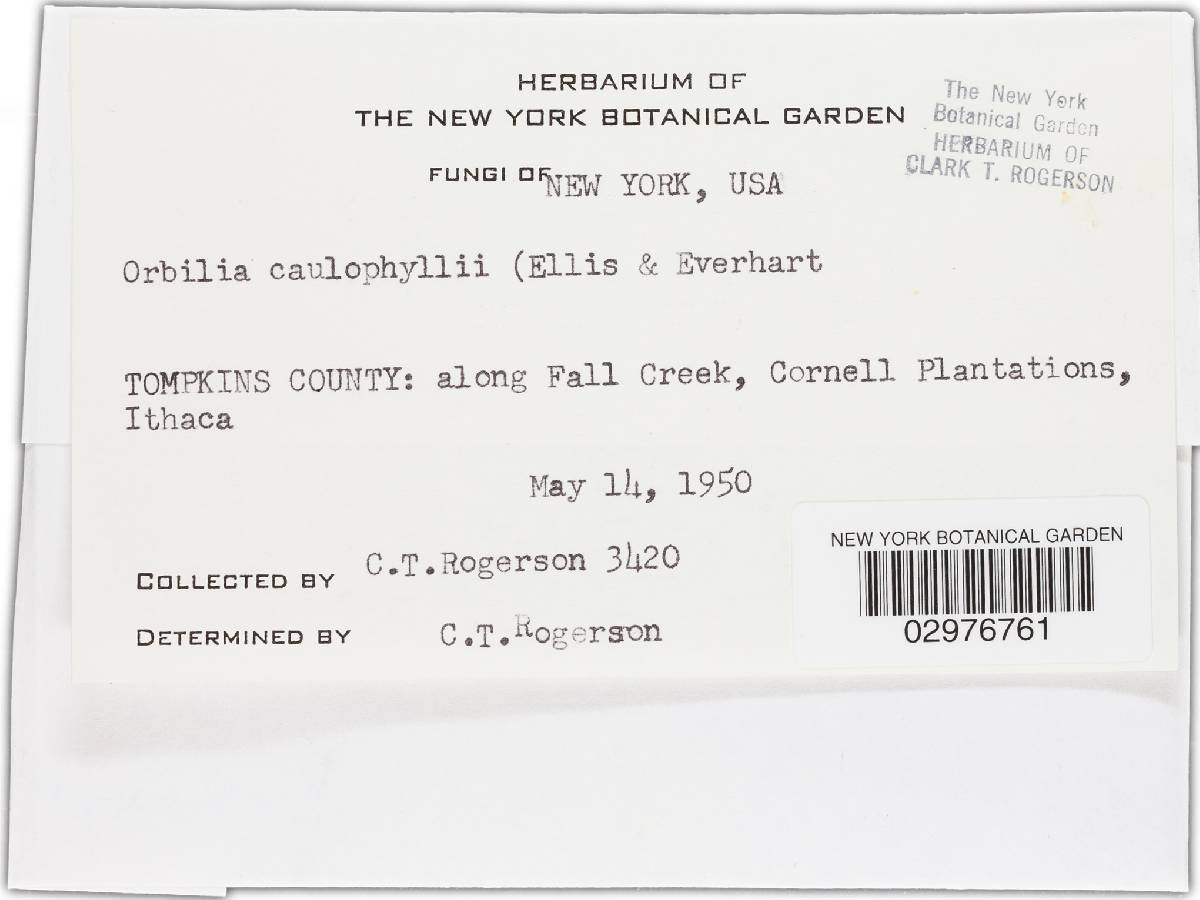 HERBARIUM OF
THE NEW YORK BOTANICAL GARDEN
The New York
Botanical Garden
HERBARIUM OF
CLARK T. ROGERSON
FUNGI OF NEW YORK, USA
Orbilia caulophyllii (Ellis & Everhart
TOMPKINS COUNTY: along Fall Creek, Cornell Plantations,
Ithaca
May 14, 1950
COLLECTED BY C.T.Rogerson 3420
DETERMINED BY C.T.Rogerson
NEW YORK BOTANICAL GARDEN
02976761